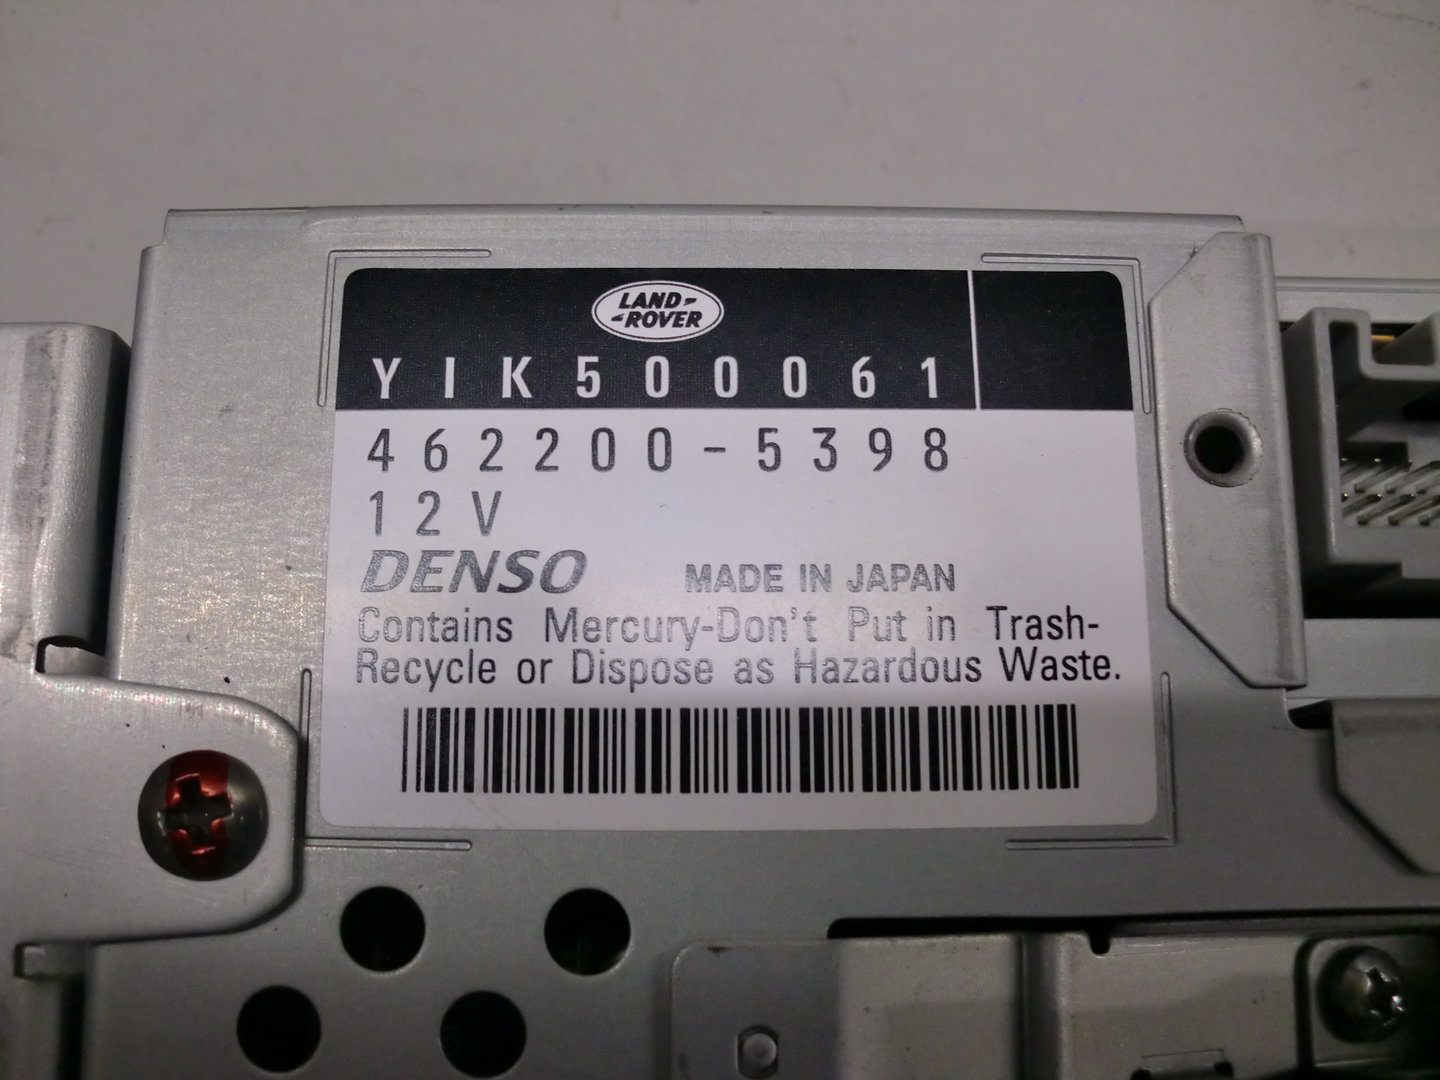 LAND-
-ROVER
YIK500061
462200-5398
12V
DENSO MADE IN JAPAN
Contains Mercury-Don't Put in Trash-
Recycle or Dispose as Hazardous Waste.